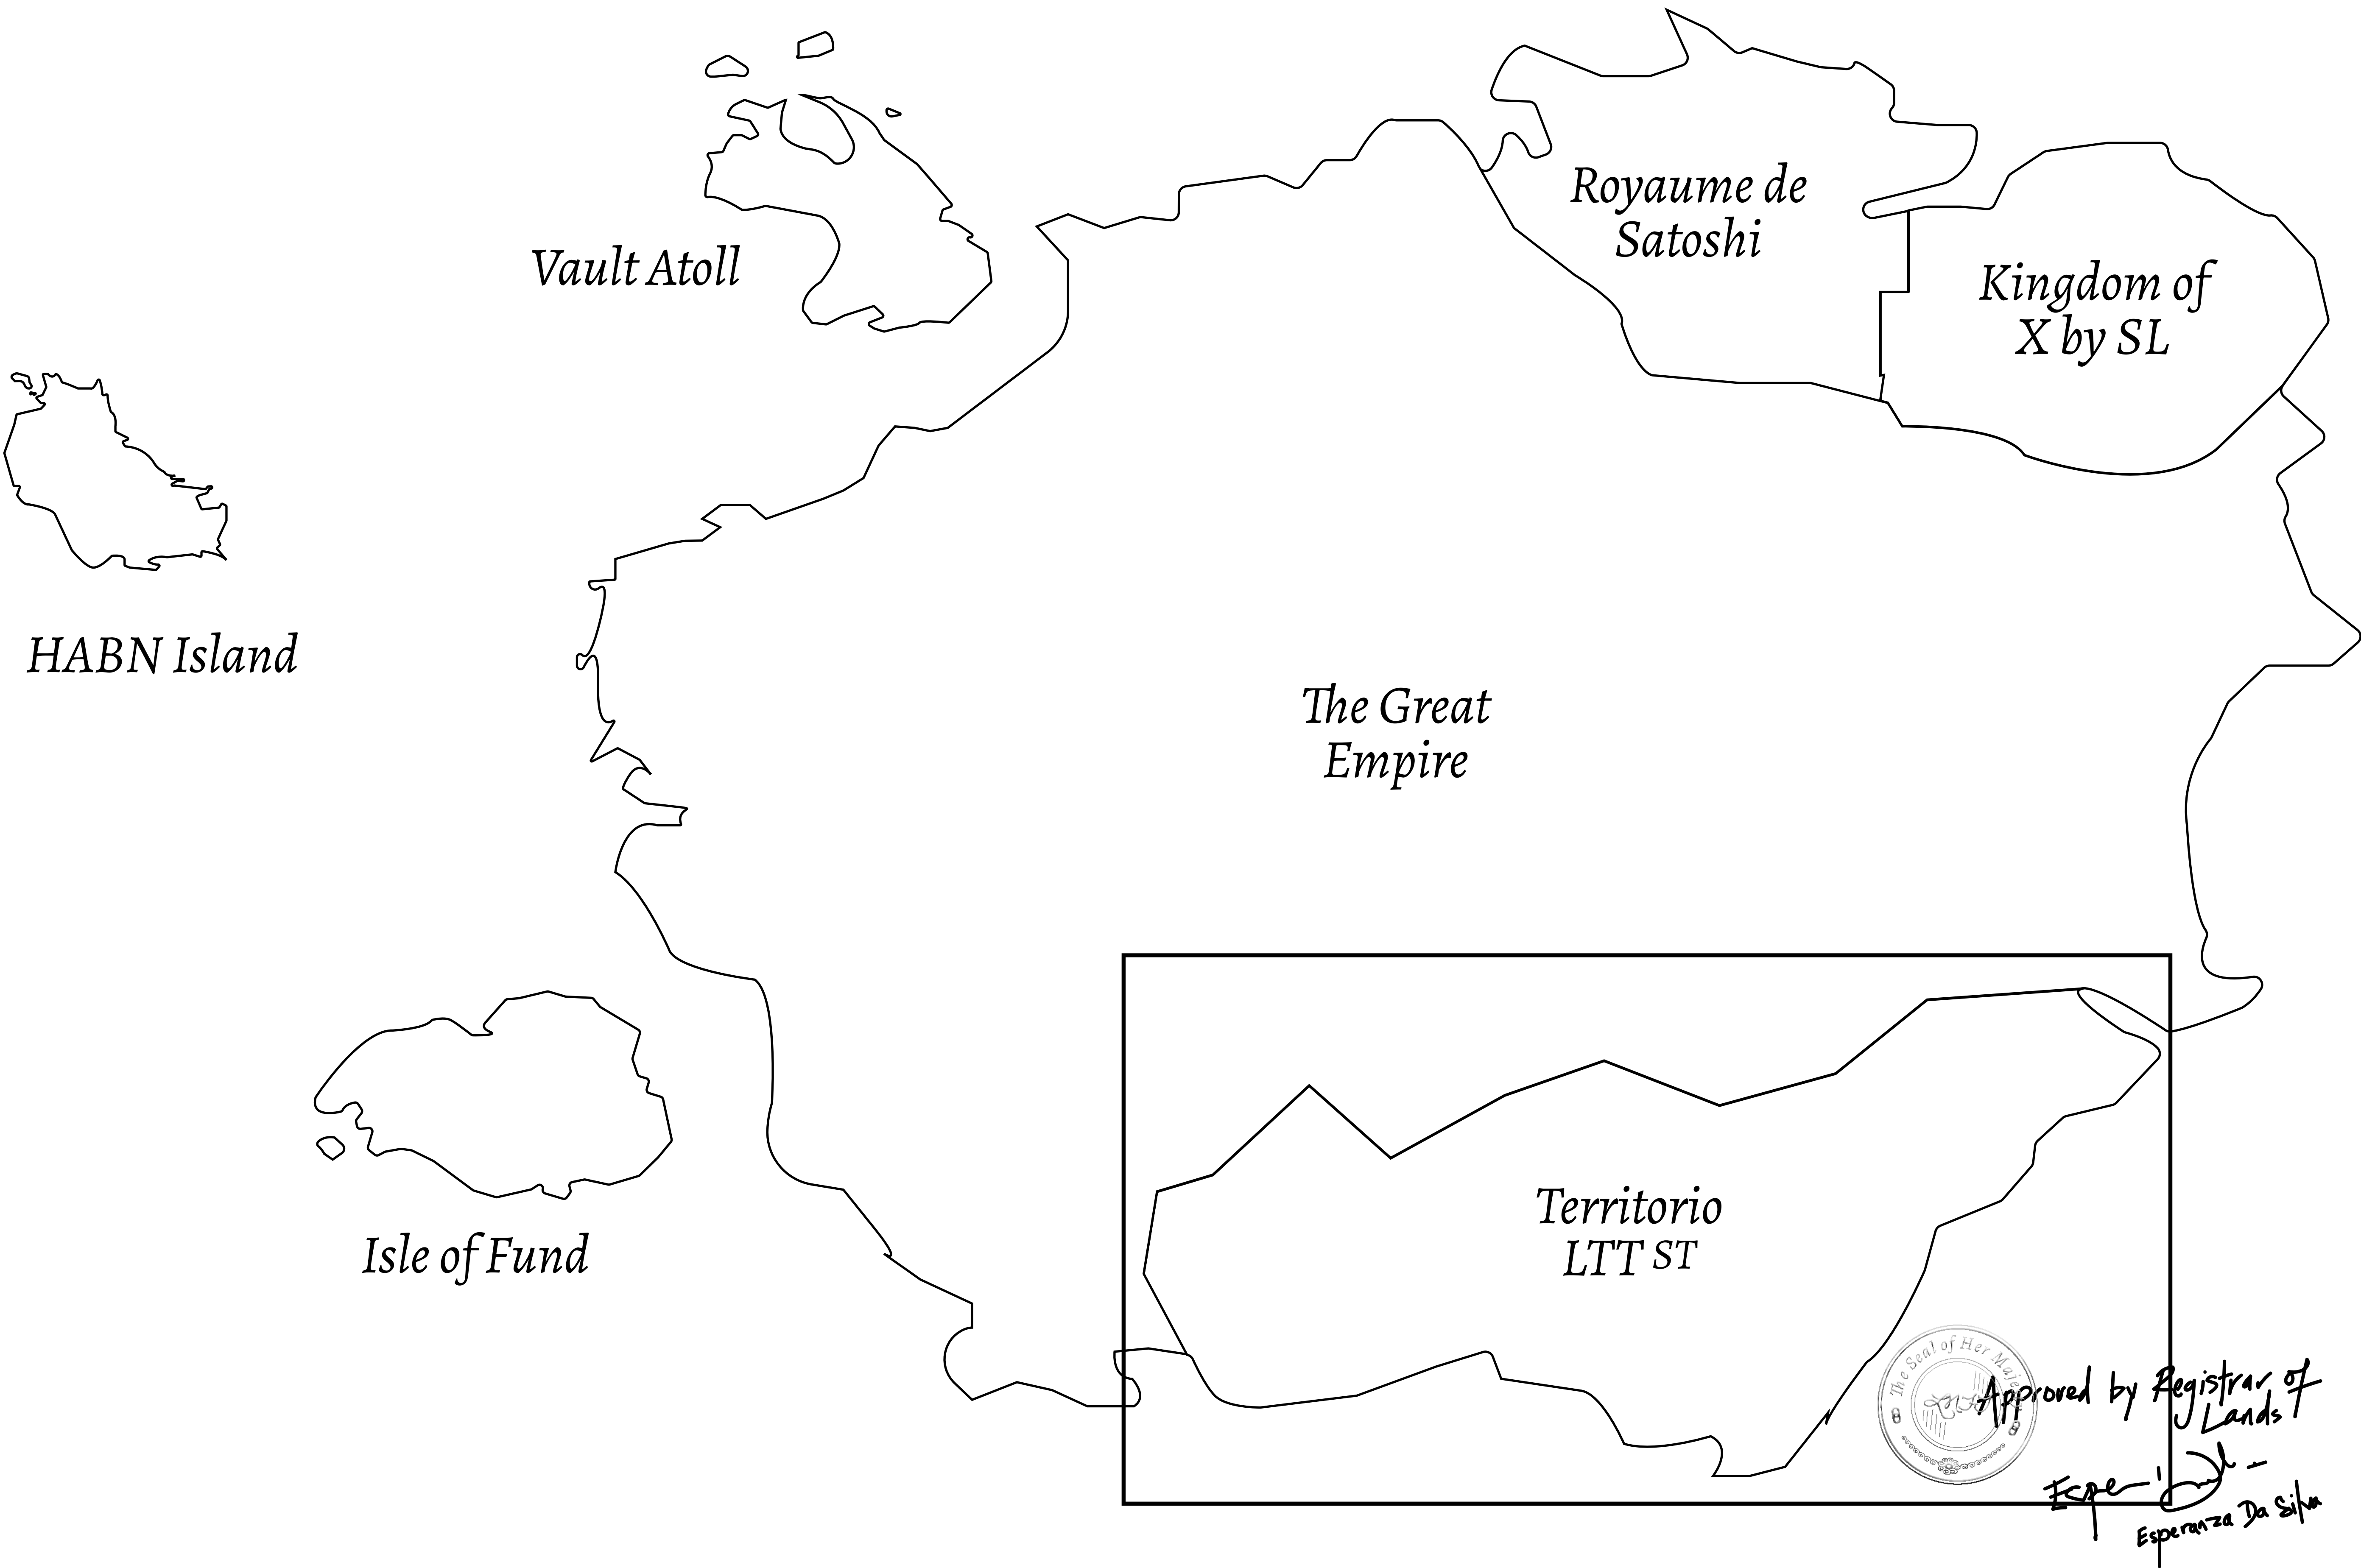 Royaume de
Satoshi
Vault Atoll
Kingdom of
X by SL
HABN Island
The Great
Empire
Territorio
LTT ST
Isle of Fund
The Seal of Her Majes
Approved by Registrar of
Lands
Esperanza Da Silva